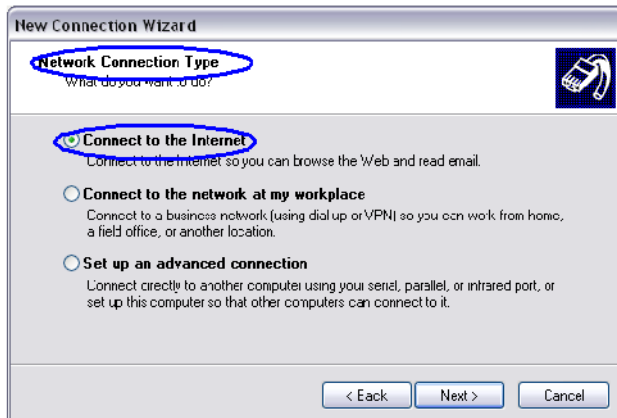 New Connection Wizard
Network Connection Type
What do you want to do?
Connect to the Internet
Connect to the Internet so you can browse the Web and read email.
Connect to the network at my workplace
Connect to a business network (using dial up or VPN) so you can work from home,
a field office, or another location.
Set up an advanced connection
Connect directly to another computer using your serial, parallel, or infrared port, or
set up this computer so that other computers can connect to it.
< Back
Next >
Cancel